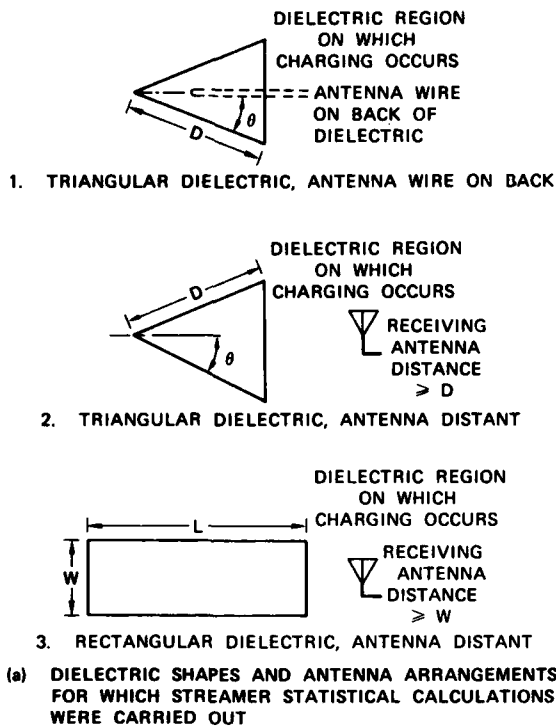 DIELECTRIC REGION
ON WHICH
CHARGING OCCURS
ANTENNA WIRE
ON BACK OF
DIELECTRIC
θ
D
1. TRIANGULAR DIELECTRIC, ANTENNA WIRE ON BACK
DIELECTRIC REGION
ON WHICH
CHARGING OCCURS
D
θ
RECEIVING
ANTENNA
DISTANCE
⩾ D
2. TRIANGULAR DIELECTRIC, ANTENNA DISTANT
DIELECTRIC REGION
ON WHICH
CHARGING OCCURS
L
W
RECEIVING
ANTENNA
DISTANCE
⩾ W
3. RECTANGULAR DIELECTRIC, ANTENNA DISTANT
(a) DIELECTRIC SHAPES AND ANTENNA ARRANGEMENTS
FOR WHICH STREAMER STATISTICAL CALCULATIONS
WERE CARRIED OUT